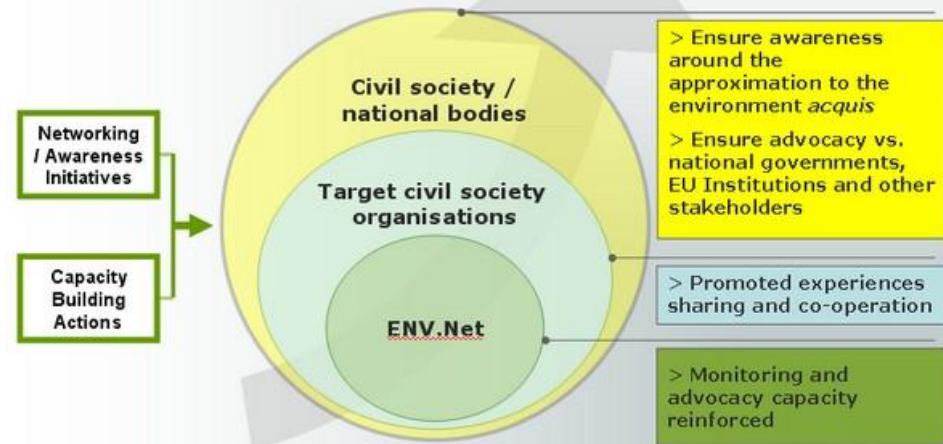 Networking
/ Awareness
Initiatives
Capacity
Building
Actions
Civil society /
national bodies
Target civil society
organisations
ENV.Net
> Ensure awareness
around the
approximation to the
environment acquis
> Ensure advocacy vs.
national governments,
EU Institutions and other
stakeholders
> Promoted experiences
sharing and co-operation
> Monitoring and
advocacy capacity
reinforced